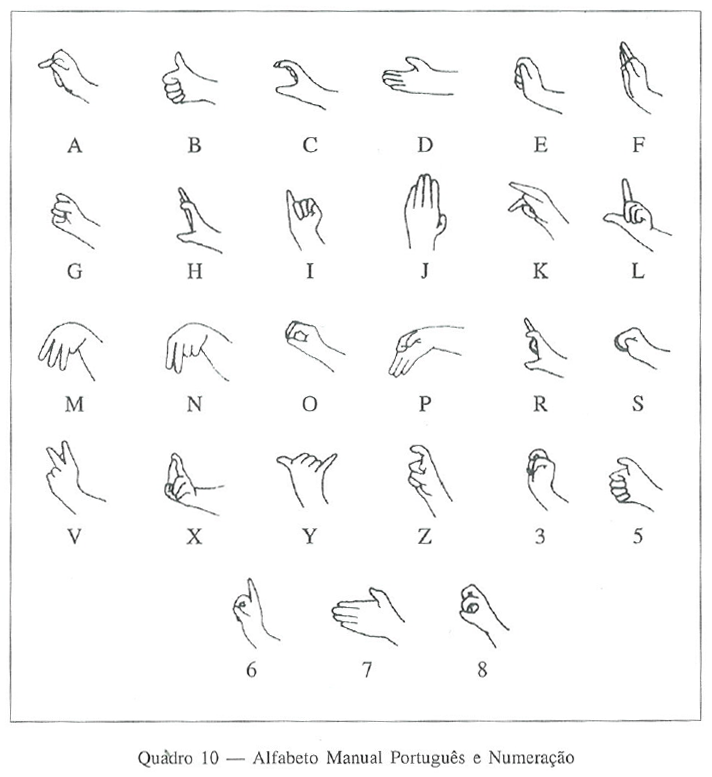 A B C D E F
G H I J K L
M N O P R S
V X Y Z 3 5
6 7 8
Quadro 10 — Alfabeto Manual Português e Numeração